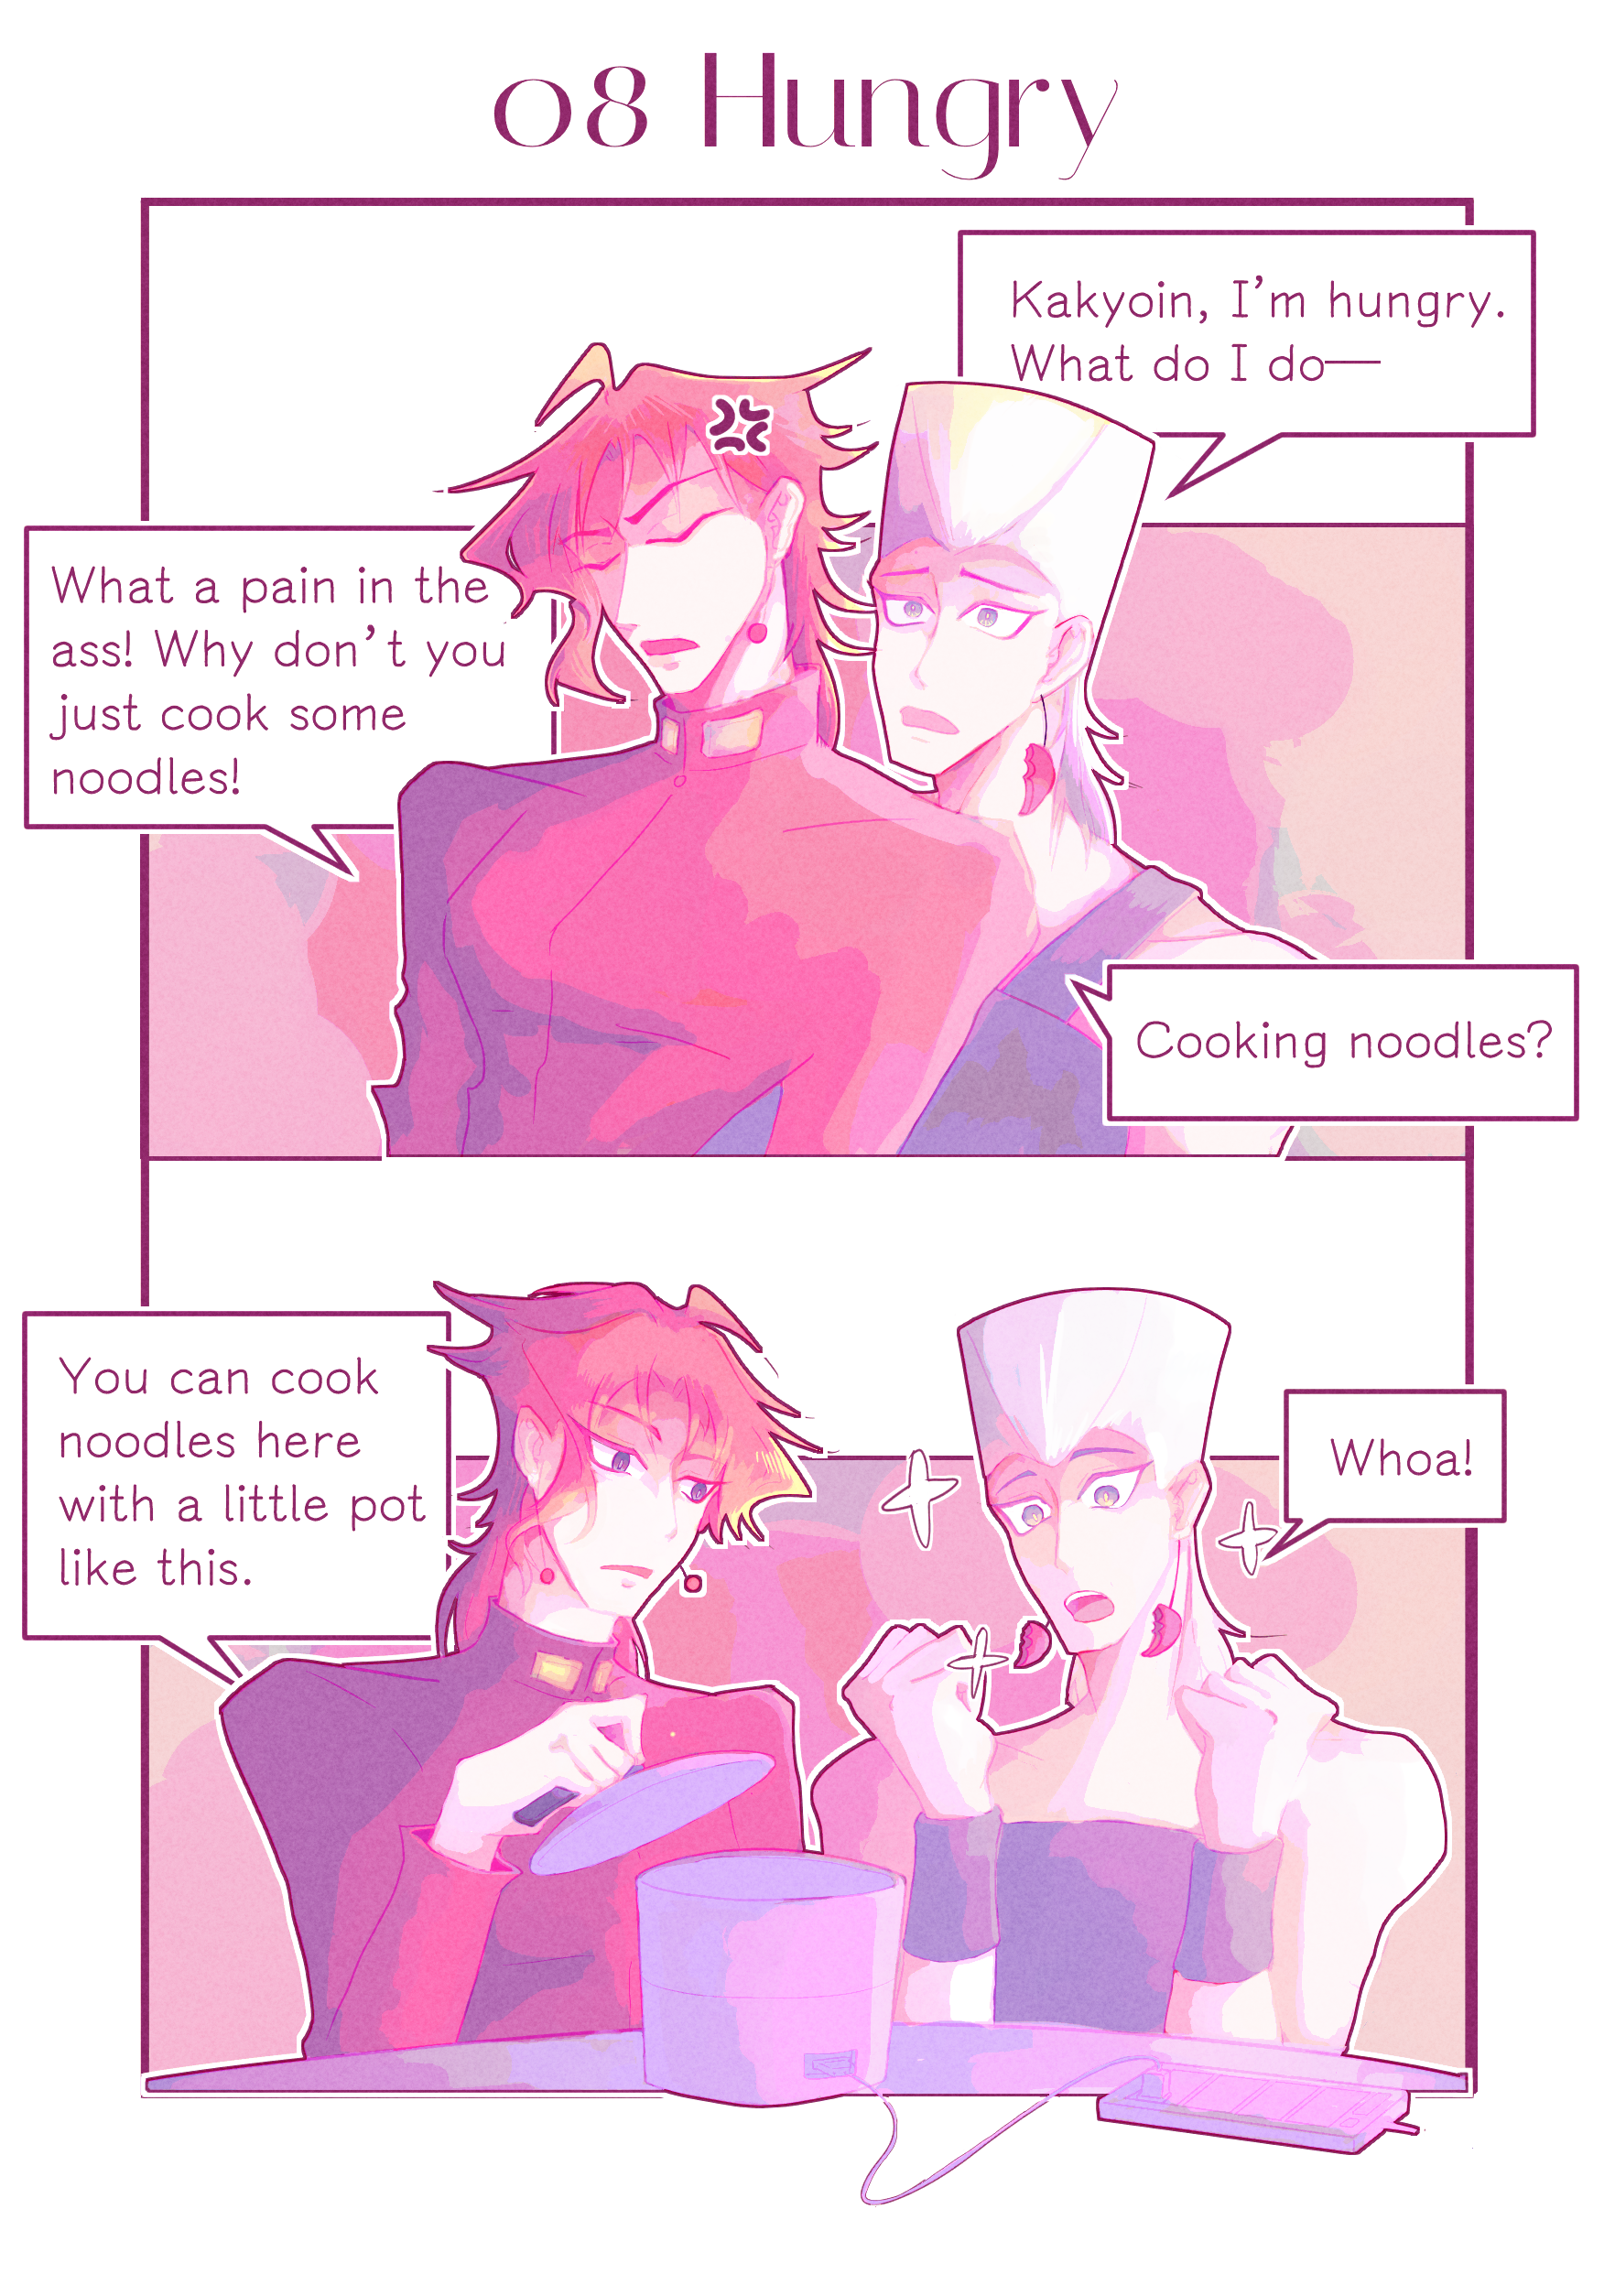 08 Hungry
Kakyoin, I'm hungry.
What do I do—
What a pain in the
ass! Why don't you
just cook some
noodles!
Cooking noodles?
You can cook
noodles here
with a little pot
like this.
Whoa!